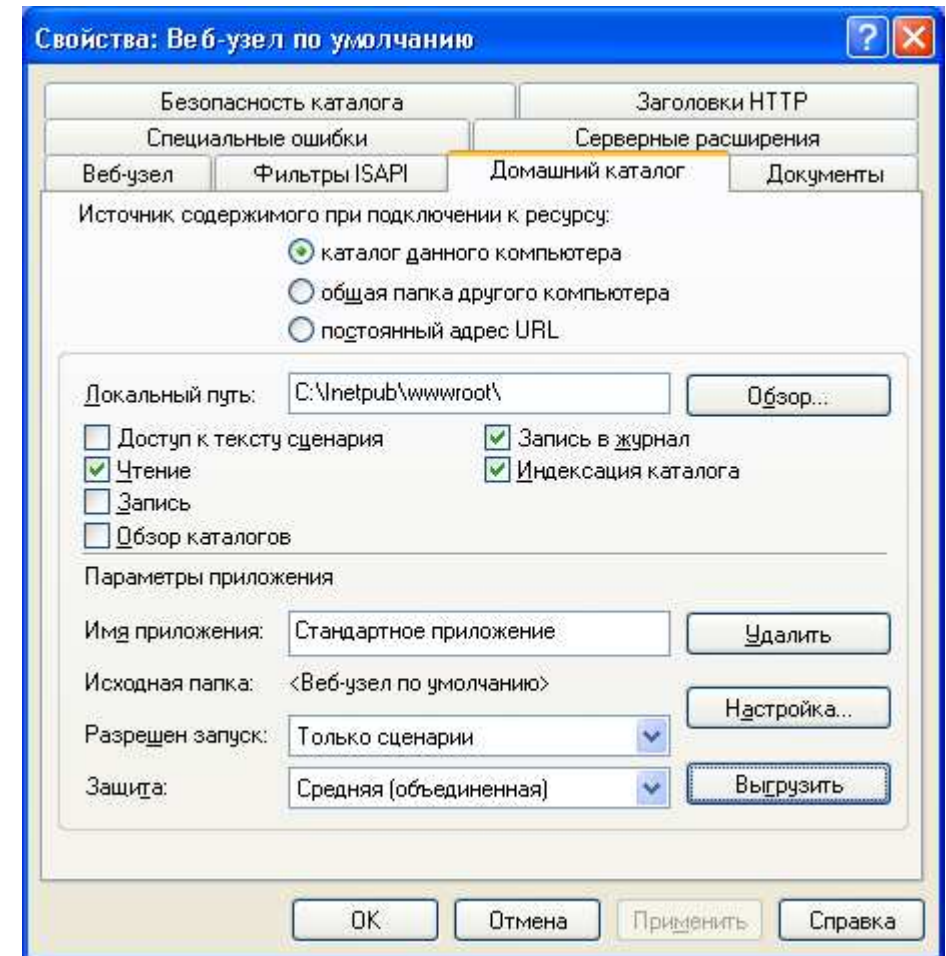 Свойства: Веб-узел по умолчанию
Безопасность каталога Заголовки HTTP
Специальные ошибки Серверные расширения
Веб-узел Фильтры ISAPI Домашний каталог Документы
Источник содержимого при подключении к ресурсу:
каталог данного компьютера
общая папка другого компьютера
постоянный адрес URL
Локальный путь: C:\Inetpub\wwwroot\ Обзор...
Доступ к тексту сценария Запись в журнал
Чтение Индексация каталога
Запись
Обзор каталогов
Параметры приложения
Имя приложения: Стандартное приложение Удалить
Исходная папка: <Веб-узел по умолчанию>
Настройка...
Разрешен запуск: Только сценарии
Защита: Средняя (объединенная) Выгрузить
OK Отмена Применить Справка